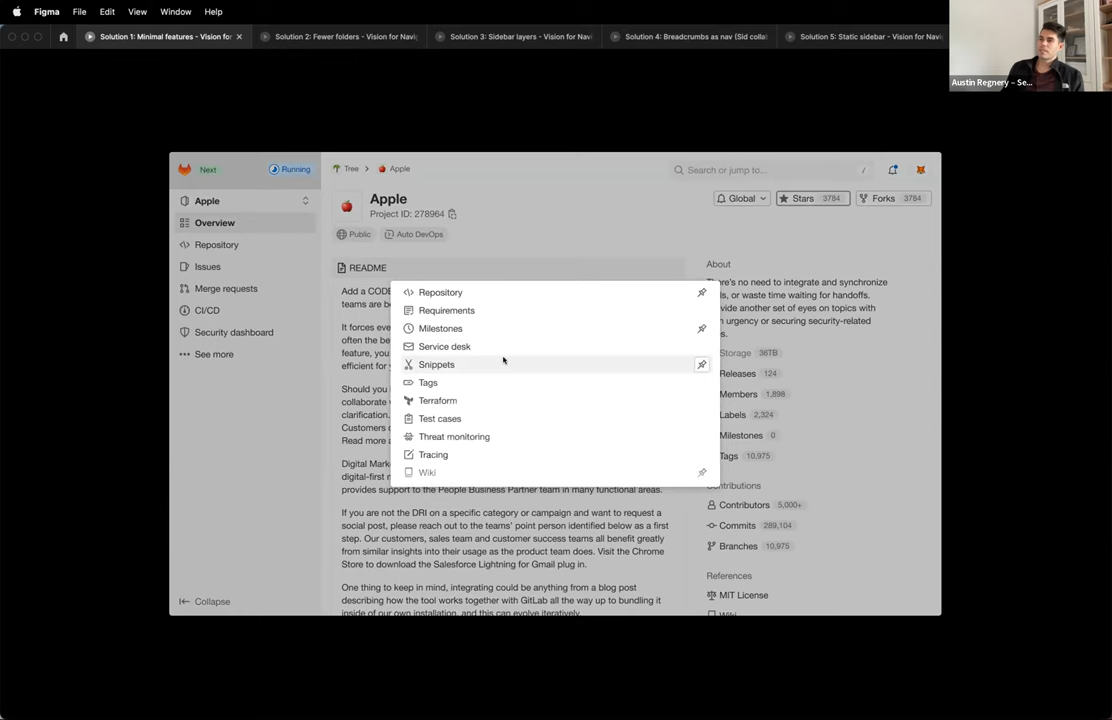 Figma File Edit View Window Help
Solution 1: Minimal features - Vision for
Solution 2: Fewer folders - Vision for Navig
Solution 3: Sidebar layers - Vision for Navi
Solution 4: Breadcrumbs as nav (Sid collat
Solution 5: Static sidebar - Vision for Navig
Austin Regnery – Se...
Next
Running
Tree > Apple
Search or jump to...
/
Apple
Apple
Project ID: 278964
Global
Stars 3784
Forks 3784
Public
Auto DevOps
Overview
Repository
Issues
Merge requests
CI/CD
Security dashboard
See more
Collapse
README
Add a CODE
teams are be
It forces eve
often the be
feature, you
efficient for
Should you
collaborate
clarification.
Customers
Read more a
Digital Mark
digital-first
provides support to the People Business Partner team in many functional areas.
If you are not the DRI on a specific category or campaign and want to request a
social post, please reach out to the teams' point person identified below as a first
step. Our customers, sales team and customer success teams all benefit greatly
from similar insights into their usage as the product team does. Visit the Chrome
Store to download the Salesforce Lightning for Gmail plug in.
One thing to keep in mind, integrating could be anything from a blog post
describing how the tool works together with GitLab all the way up to bundling it
inside of our own installation, and this can evolve iteratively.
Repository
Requirements
Milestones
Service desk
Snippets
Tags
Terraform
Test cases
Threat monitoring
Tracing
Wiki
About
There's no need to integrate and synchronize
ls, or waste time waiting for handoffs.
vide another set of eyes on topics with
urgency or securing security-related
s.
Storage 36TB
Releases 124
Members 1,898
Labels 2,324
Milestones 0
Tags 10,975
Contributions
Contributors 5,000+
Commits 289,104
Branches 10,975
References
MIT License
Wiki